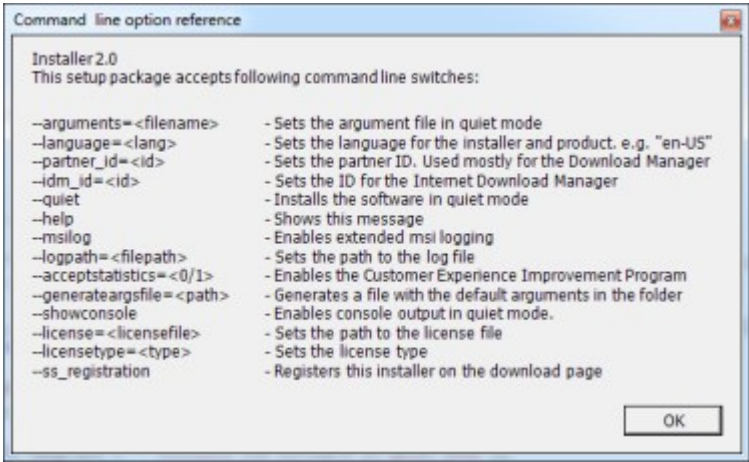 Command line option reference
Installer2.0
This setup package accepts following command line switches:
--arguments=<filename> - Sets the argument file in quiet mode
--language=<lang> - Sets the language for the installer and product. e.g. "en-US"
--partner_id=<id> - Sets the partner ID. Used mostly for the Download Manager
--idm_id=<id> - Sets the ID for the Internet Download Manager
--quiet - Installs the software in quiet mode
--help - Shows this message
--msilog - Enables extended msi logging
--logpath=<filepath> - Sets the path to the log file
--acceptstatistics=<0/1> - Enables the Customer Experience Improvement Program
--generateargsfile=<path> - Generates a file with the default arguments in the folder
--showconsole - Enables console output in quiet mode.
--license=<licensefile> - Sets the path to the license file
--licensetype=<type> - Sets the license type
--ss_registration - Registers this installer on the download page
OK